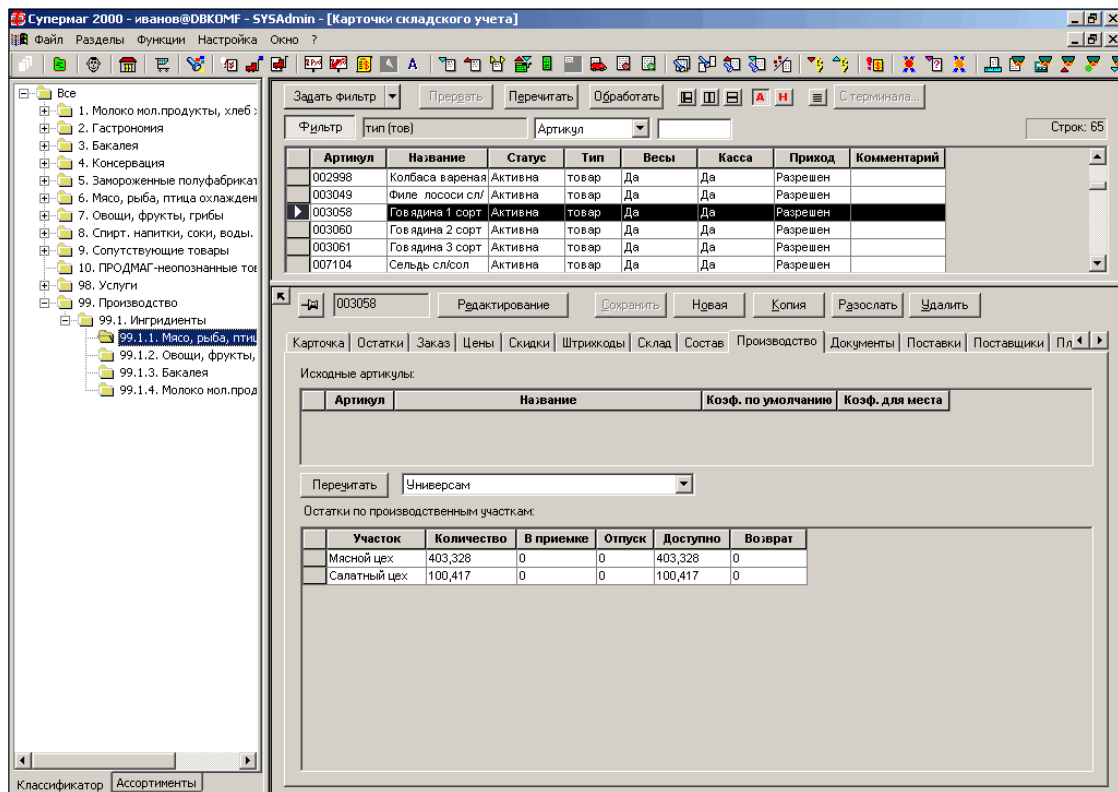 Супермаг 2000 - иванов@DBKOMF - SYSAdmin - [Карточки складского учета]
Файл Разделы Функции Настройка Окно ?
Все
1. Молоко мол.продукты, хлеб
2. Гастрономия
3. Бакалея
4. Консервация
5. Замороженные полуфабрикат
6. Мясо, рыба, птица охлажден
7. Овощи, фрукты, грибы
8. Спирт. напитки, соки, воды.
9. Сопутствующие товары
10. ПРОДМАГ-неопознанные тов
98. Услуги
99. Производство
99.1. Ингридиенты
99.1.1. Мясо, рыба, птиц
99.1.2. Овощи, фрукты,
99.1.3. Бакалея
99.1.4. Молоко мол.прод
Классификатор Ассортименты
Задать фильтр Прервать Перечитать Обработать А Н С терминала...
Фильтр тип (тов) Артикул Строк: 65
Артикул Название Статус Тип Весы Касса Приход Комментарий
002998 Колбаса вареная Активна товар Да Да Разрешен
003049 Филе лососи сл/ Активна товар Да Да Разрешен
003058 Говядина 1 сорт Активна товар Да Да Разрешен
003060 Говядина 2 сорт Активна товар Да Да Разрешен
003061 Говядина 3 сорт Активна товар Да Да Разрешен
007104 Сельдь сл/сол Активна товар Да Да Разрешен
003058 Редактирование Сохранить Новая Копия Разослать Удалить
Карточка Остатки Заказ Цены Скидки Штрихкоды Склад Состав Производство Документы Поставки Поставщики Пл
Исходные артикулы:
Артикул Название Коэф. по умолчанию Коэф. для места
Перечитать Универсам
Остатки по производственным участкам:
Участок Количество В приемке Отпуск Доступно Возврат
Мясной цех 403,328 0 0 403,328 0
Салатный цех 100,417 0 0 100,417 0